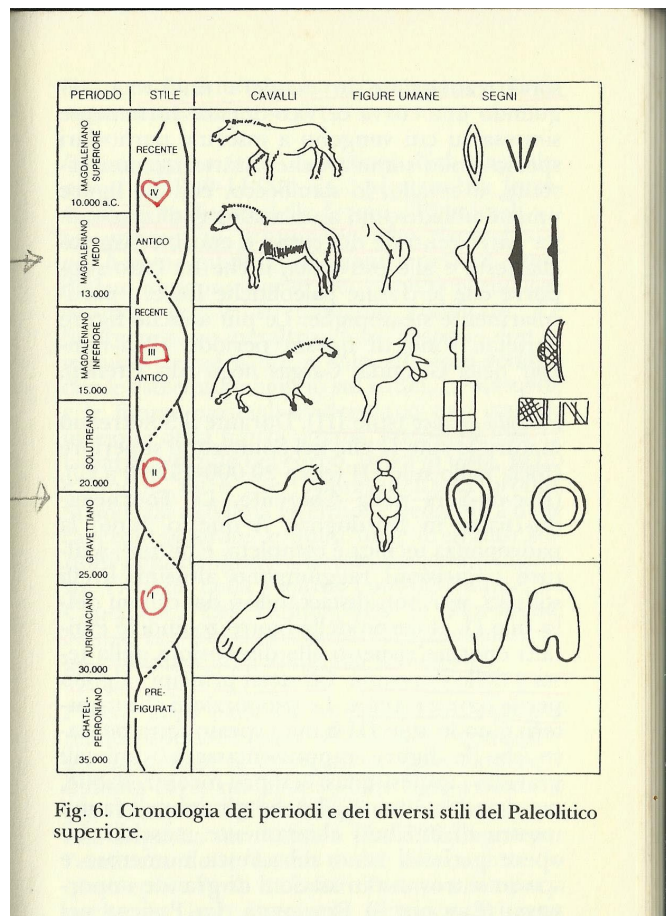 PERIODO STILE CAVALLI FIGURE UMANE SEGNI
MAGDALENIANO
SUPERIORE
10.000 a.C.
RECENTE
IV
MAGDALENIANO
MEDIO
13.000
ANTICO
MAGDALENIANO
INFERIORE
15.000
RECENTE
III
ANTICO
SOLUTREANO
20.000
II
GRAVETTIANO
25.000
AURIGNACIANO
30.000
I
CHATEL-
PERRONIANO
35.000
PRE-
FIGURAT.
Fig. 6. Cronologia dei periodi e dei diversi stili del Paleolitico
superiore.